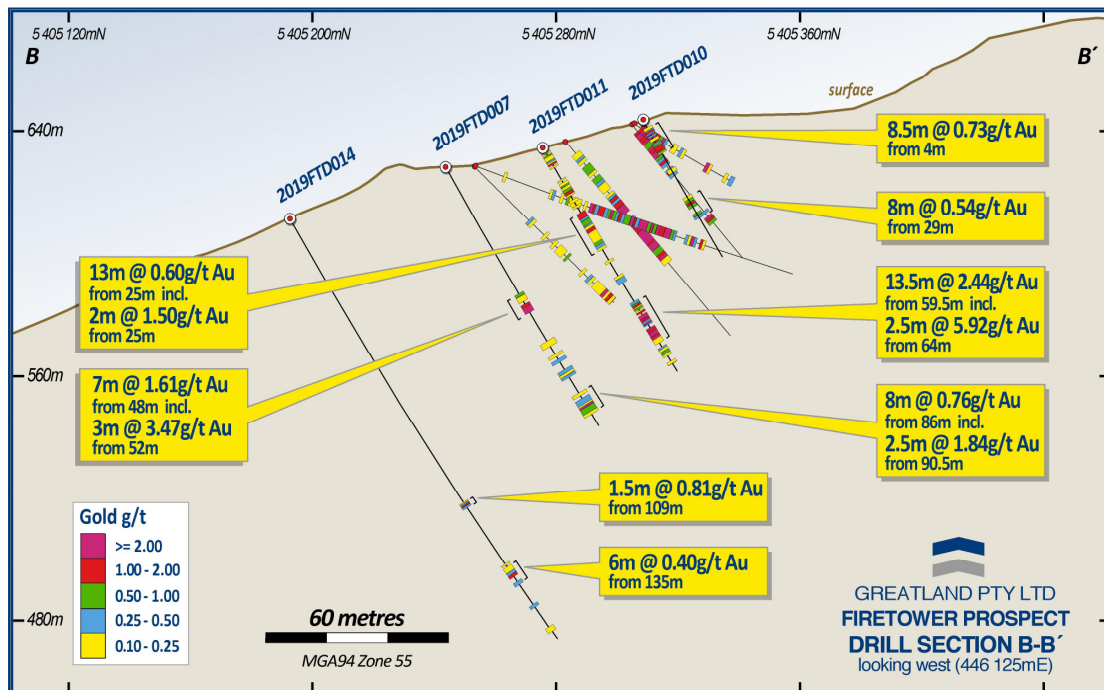 5 405 120mN
5 405 200mN
5 405 280mN
5 405 360mN
B
B´
surface
640m
560m
480m
2019FTD014
2019FTD007
2019FTD011
2019FTD010
8.5m @ 0.73g/t Au
from 4m
8m @ 0.54g/t Au
from 29m
13m @ 0.60g/t Au
from 25m incl.
2m @ 1.50g/t Au
from 25m
13.5m @ 2.44g/t Au
from 59.5m incl.
2.5m @ 5.92g/t Au
from 64m
7m @ 1.61g/t Au
from 48m incl.
3m @ 3.47g/t Au
from 52m
8m @ 0.76g/t Au
from 86m incl.
2.5m @ 1.84g/t Au
from 90.5m
1.5m @ 0.81g/t Au
from 109m
6m @ 0.40g/t Au
from 135m
Gold g/t
>= 2.00
1.00 - 2.00
0.50 - 1.00
0.25 - 0.50
0.10 - 0.25
60 metres
MGA94 Zone 55
GREATLAND PTY LTD
FIRETOWER PROSPECT
DRILL SECTION B-B´
looking west (446 125mE)